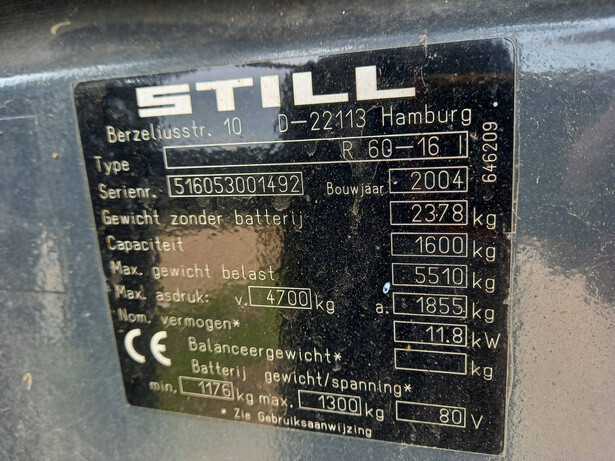 STILL
Berzeliusstr. 10 D-22113 Hamburg
Type R 60-16 I
Serienr. 516053001492 Bouwjaar 2004
Gewicht zonder batterij 2378 kg
Capaciteit 1600 kg
Max. gewicht belast 5510 kg
Max. asdruk: v. 4700 kg a. 1855 kg
Nom. vermogen* 11.8 kW
CE Balanceergewicht* kg
Batterij gewicht/spanning*
min. 1176 kg max. 1300 kg 80 V
* Zie Gebruiksaanwijzing
646209